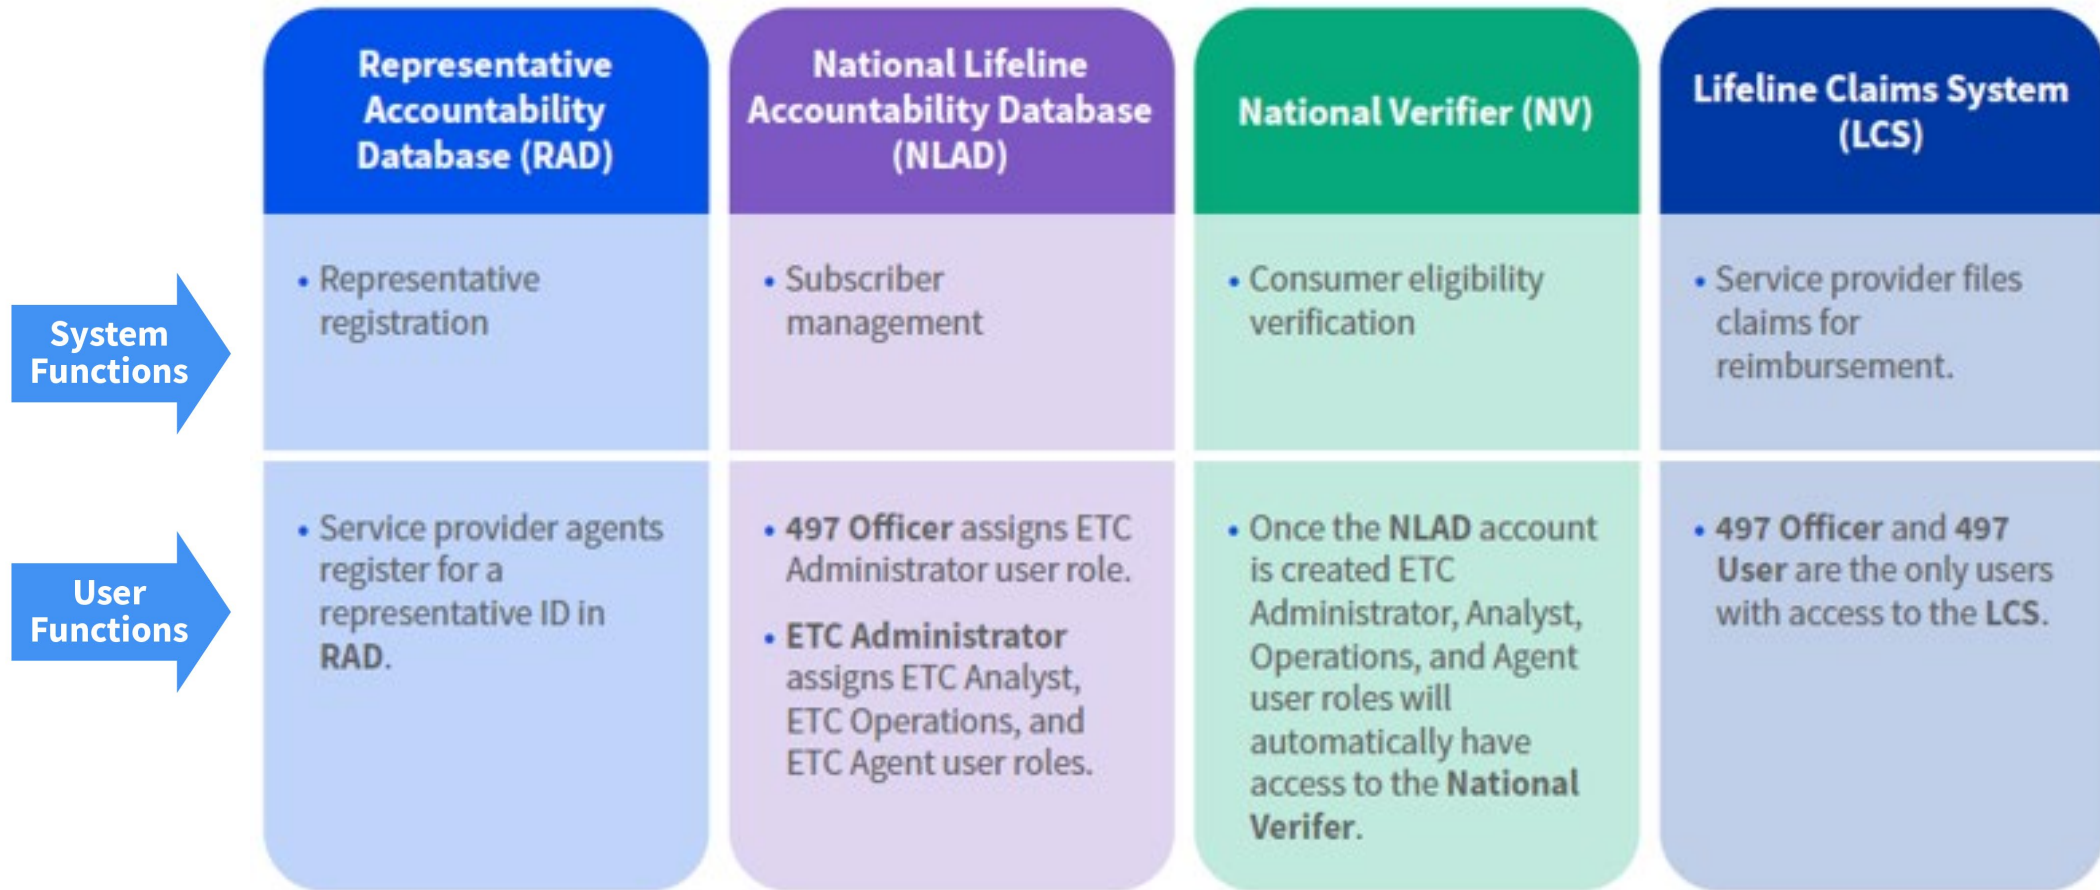 Representative
Accountability
Database (RAD)
National Lifeline
Accountability Database
(NLAD)
National Verifier (NV)
Lifeline Claims System
(LCS)
System
Functions
• Representative
registration
• Subscriber
management
• Consumer eligibility
verification
• Service provider files
claims for
reimbursement.
User
Functions
• Service provider agents
register for a
representative ID in
RAD.
• 497 Officer assigns ETC
Administrator user role.
• ETC Administrator
assigns ETC Analyst,
ETC Operations, and
ETC Agent user roles.
• Once the NLAD account
is created ETC
Administrator, Analyst,
Operations, and Agent
user roles will
automatically have
access to the National
Verifer.
• 497 Officer and 497
User are the only users
with access to the LCS.